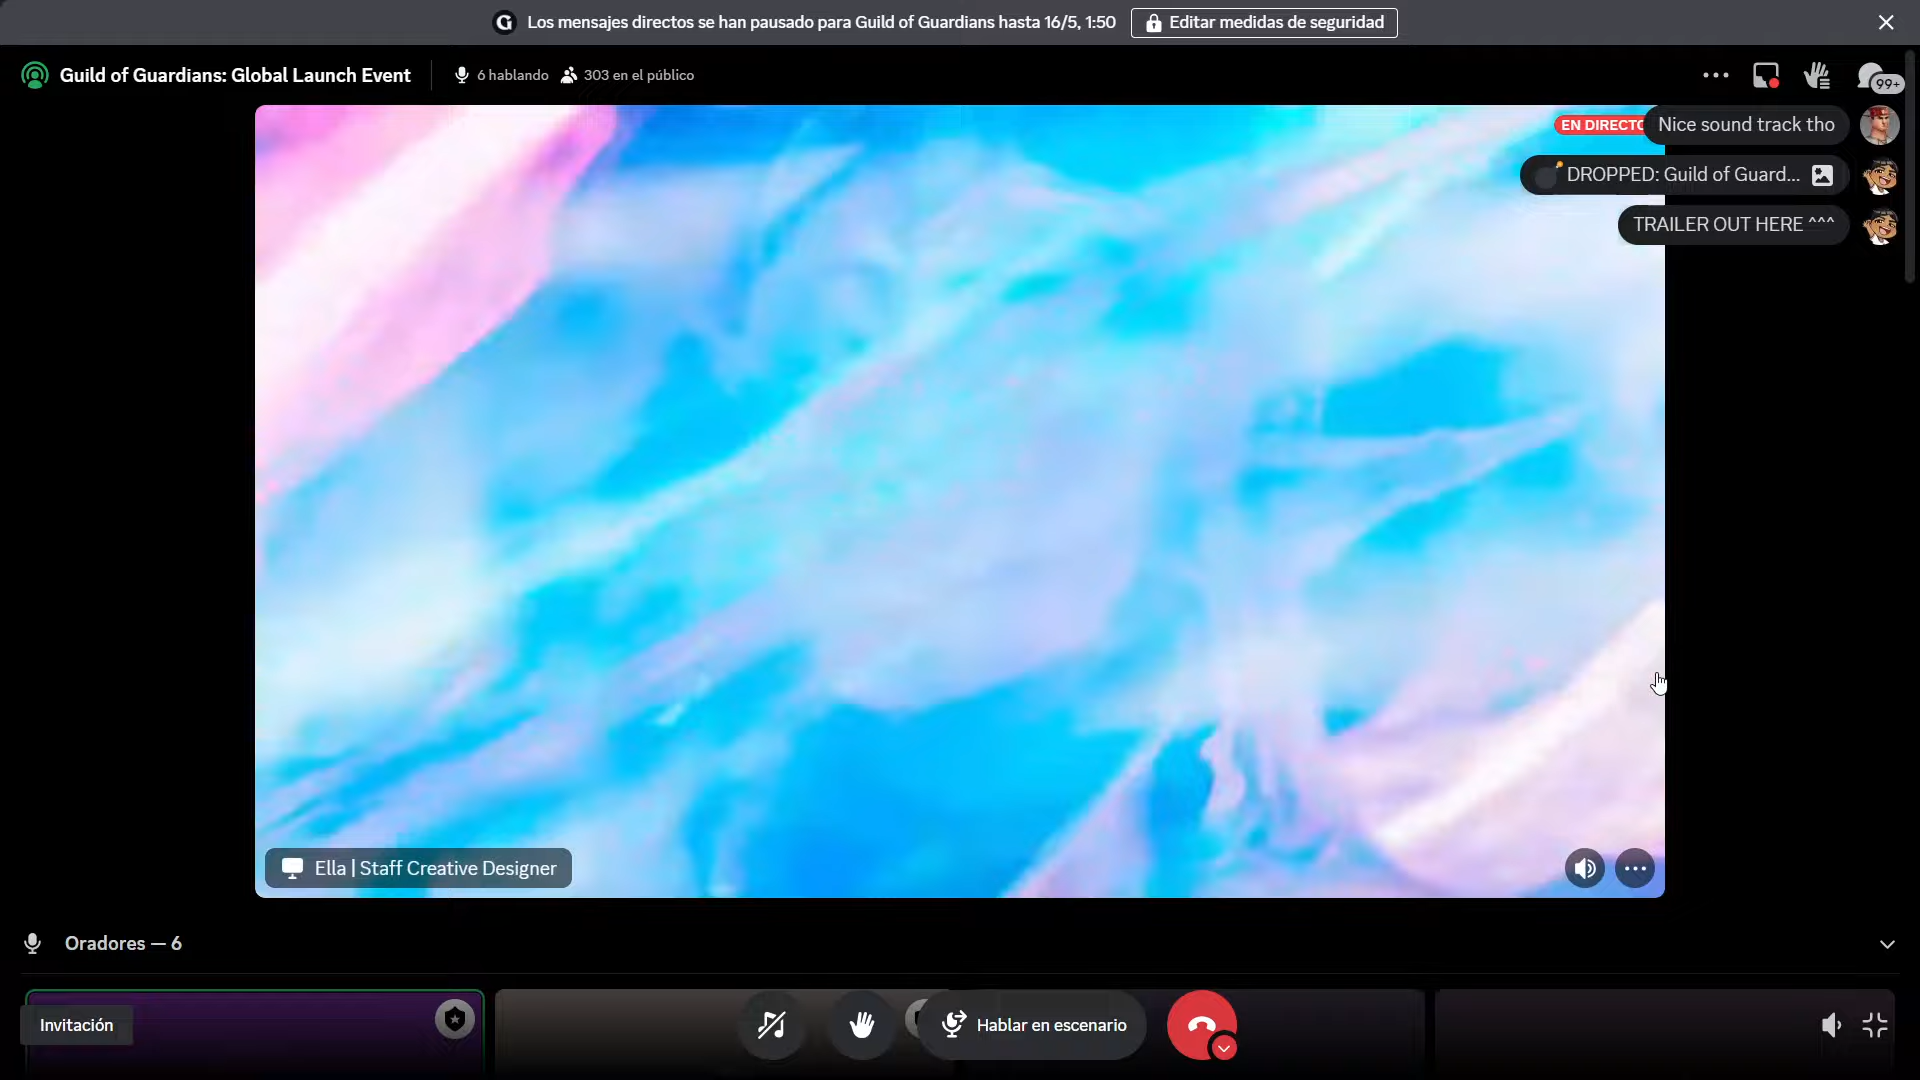 Los mensajes directos se han pausado para Guild of Guardians hasta 16/5, 1:50
Editar medidas de seguridad
Guild of Guardians: Global Launch Event
6 hablando
303 en el público
99+
EN DIRECTO
Nice sound track tho
DROPPED: Guild of Guard...
TRAILER OUT HERE ^^^
Ella | Staff Creative Designer
Oradores — 6
Invitación
Hablar en escenario